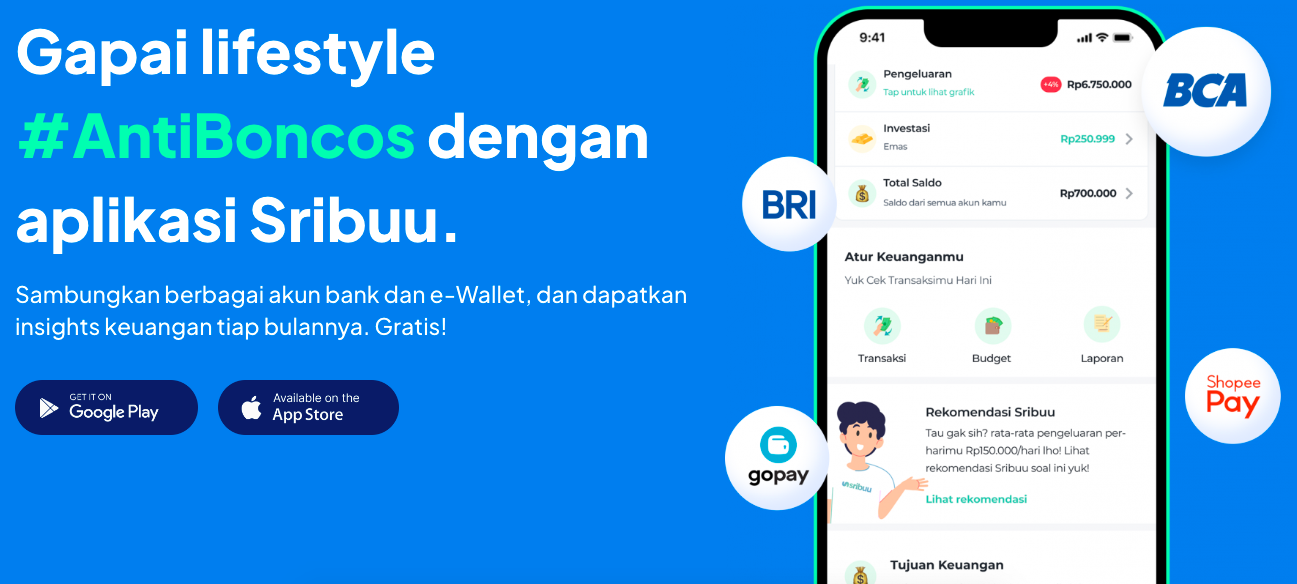 Gapai lifestyle
#AntiBoncos dengan
aplikasi Sribuu.
Sambungkan berbagai akun bank dan e-Wallet, dan dapatkan
insights keuangan tiap bulannya. Gratis!
GET IT ON
Google Play
Available on the
App Store
BRI
gopay
BCA
Shopee
Pay
9:41
Pengeluaran
Tap untuk lihat grafik
+4%
Rp6.750.000
Investasi
Emas
Rp250.999
Total Saldo
Saldo dari semua akun kamu
Rp700.000
Atur Keuanganmu
Yuk Cek Transaksimu Hari Ini
Transaksi
Budget
Laporan
Rekomendasi Sribuu
Tau gak sih? rata-rata pengeluaran per-
harimu Rp150.000/hari lho! Lihat
rekomendasi Sribuu soal ini yuk!
Lihat rekomendasi
sribuu
Tujuan Keuangan